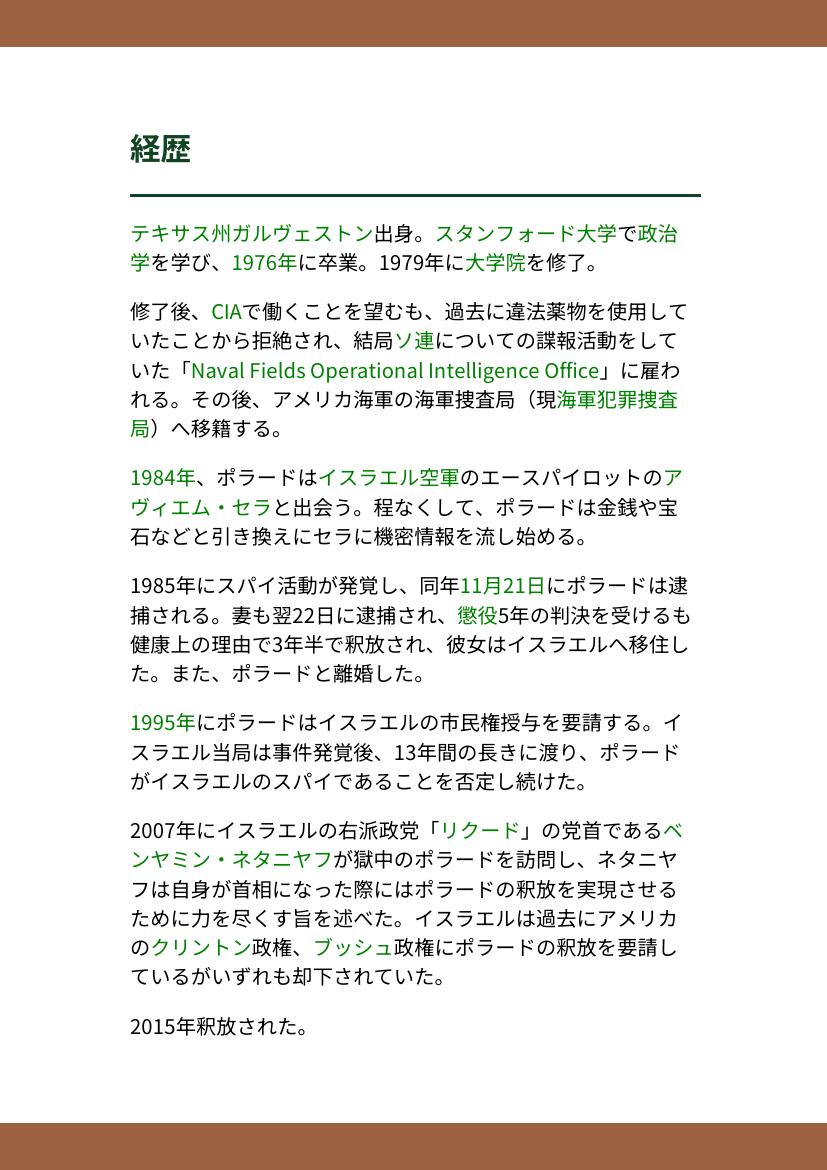 経歴
テキサス州ガルヴェストン出身。スタンフォード大学で政治
学を学び、1976年に卒業。1979年に大学院を修了。
修了後、CIAで働くことを望むも、過去に違法薬物を使用して
いたことから拒絶され、結局ソ連についての諜報活動をして
いた「Naval Fields Operational Intelligence Office」に雇わ
れる。その後、アメリカ海軍の海軍捜査局（現海軍犯罪捜査
局）へ移籍する。
1984年、ポラードはイスラエル空軍のエースパイロットのア
ヴィエム・セラと出会う。程なくして、ポラードは金銭や宝
石などと引き換えにセラに機密情報を流し始める。
1985年にスパイ活動が発覚し、同年11月21日にポラードは逮
捕される。妻も翌22日に逮捕され、懲役5年の判決を受けるも
健康上の理由で3年半で釈放され、彼女はイスラエルへ移住し
た。また、ポラードと離婚した。
1995年にポラードはイスラエルの市民権授与を要請する。イ
スラエル当局は事件発覚後、13年間の長きに渡り、ポラード
がイスラエルのスパイであることを否定し続けた。
2007年にイスラエルの右派政党「リクード」の党首であるベ
ンヤミン・ネタニヤフが獄中のポラードを訪問し、ネタニヤ
フは自身が首相になった際にはポラードの釈放を実現させる
ために力を尽くす旨を述べた。イスラエルは過去にアメリカ
のクリントン政権、ブッシュ政権にポラードの釈放を要請し
ているがいずれも却下されていた。
2015年釈放された。